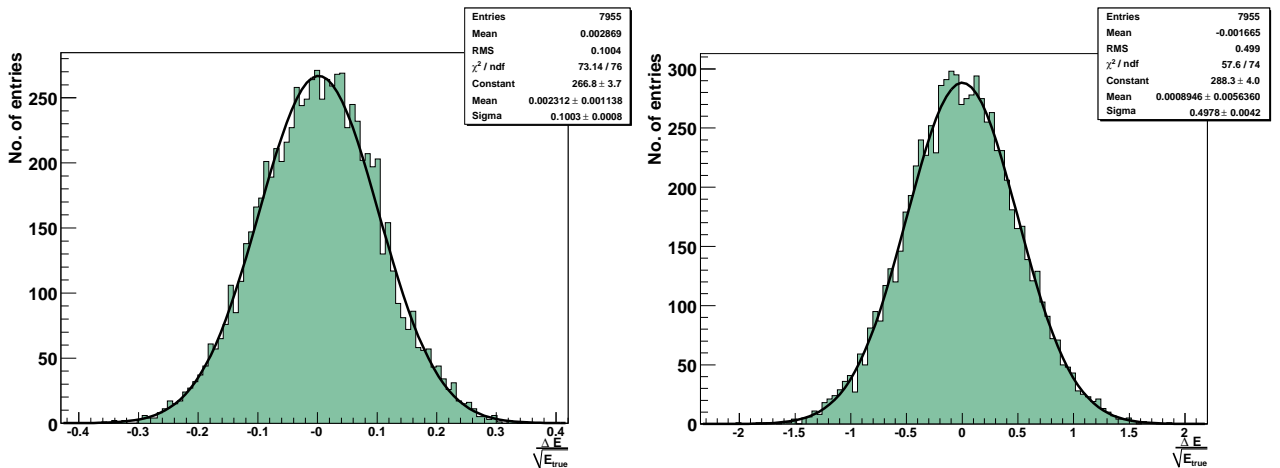 Entries 7955
Mean 0.002869
RMS 0.1004
χ² / ndf 73.14 / 76
Constant 266.8 ± 3.7
Mean 0.002312 ± 0.001138
Sigma 0.1003 ± 0.0008
No. of entries
250
200
150
100
50
0
-0.4 -0.3 -0.2 -0.1 -0 0.1 0.2 0.3 0.4
Δ E
√E_true
Entries 7955
Mean -0.001665
RMS 0.499
χ² / ndf 57.6 / 74
Constant 288.3 ± 4.0
Mean 0.0008946 ± 0.0056360
Sigma 0.4978 ± 0.0042
No. of entries
300
250
200
150
100
50
0
-2 -1.5 -1 -0.5 0 0.5 1 1.5 2
Δ E
√E_true